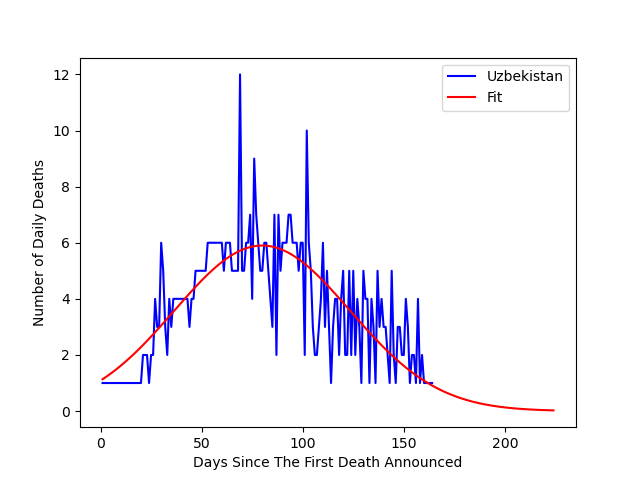 Uzbekistan
Fit
12
10
8
6
4
2
0
Number of Daily Deaths
0 50 100 150 200
Days Since The First Death Announced